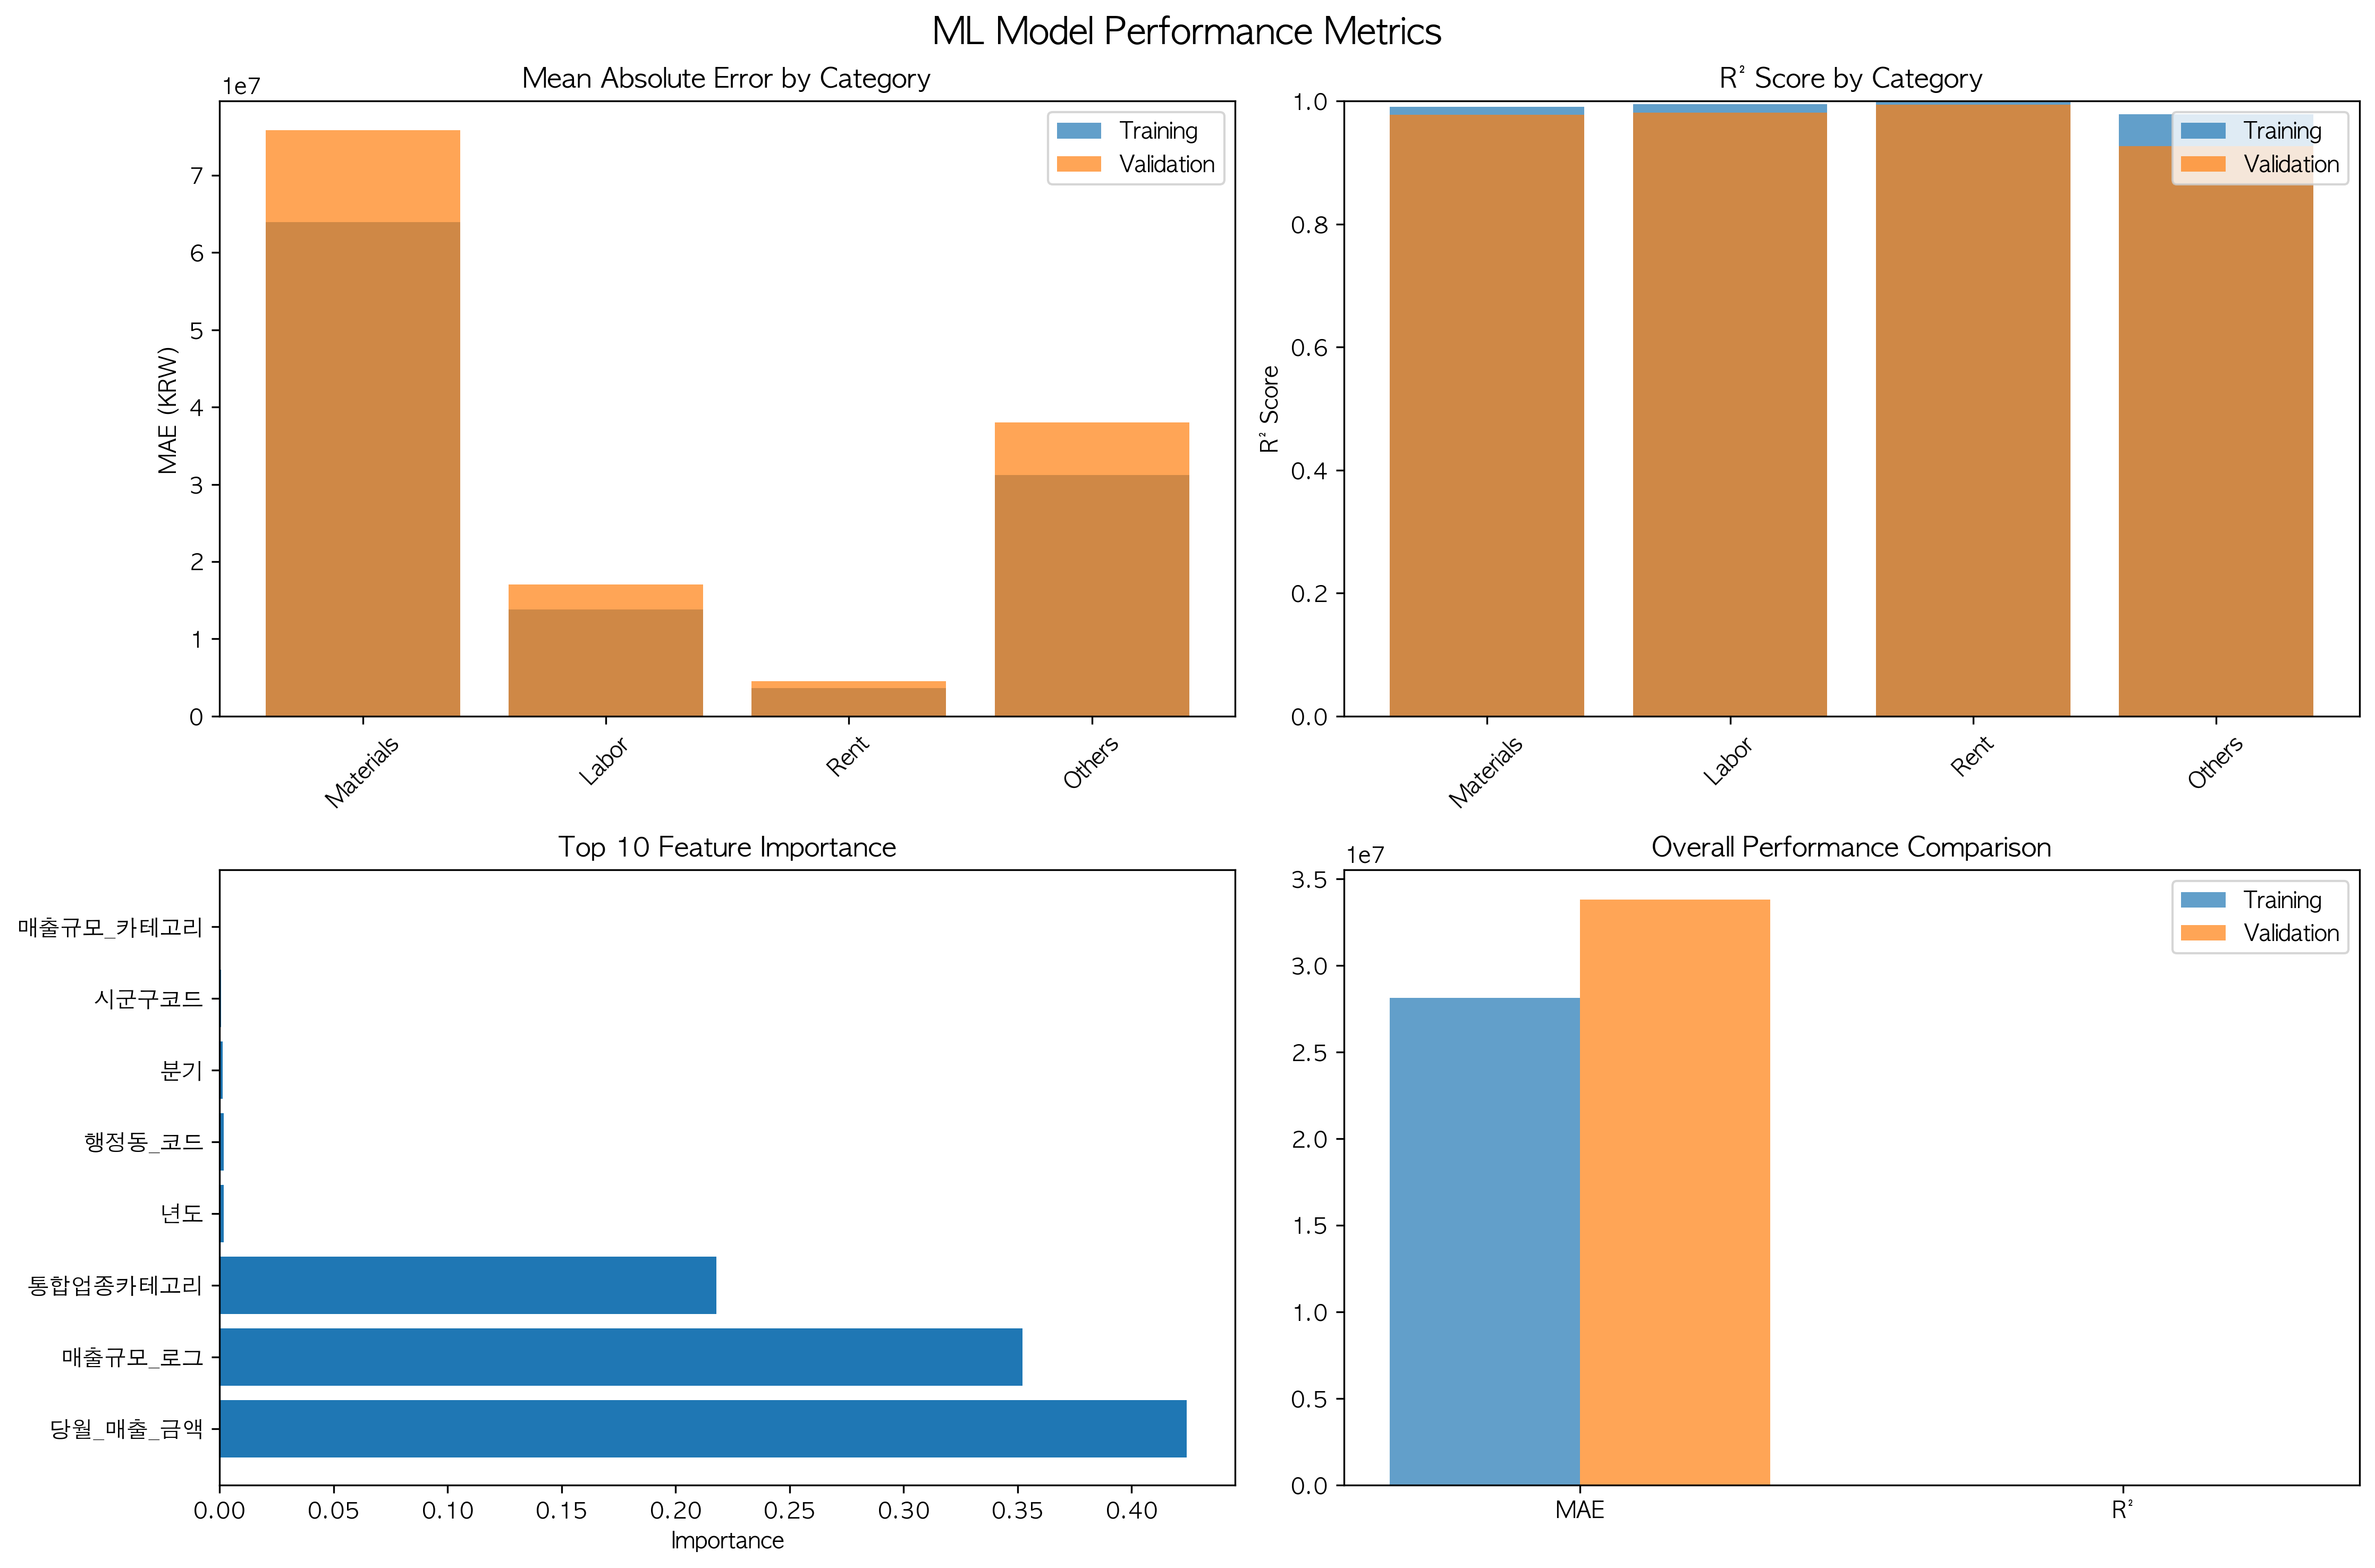 ML Model Performance Metrics
Mean Absolute Error by Category
1e7
MAE (KRW)
7
6
5
4
3
2
1
0
Training
Validation
Materials
Labor
Rent
Others
R² Score by Category
R² Score
1.0
0.8
0.6
0.4
0.2
0.0
Training
Validation
Materials
Labor
Rent
Others
Top 10 Feature Importance
매출규모_카테고리
시군구코드
분기
행정동_코드
년도
통합업종카테고리
매출규모_로그
당월_매출_금액
0.00 0.05 0.10 0.15 0.20 0.25 0.30 0.35 0.40
Importance
Overall Performance Comparison
1e7
3.5
3.0
2.5
2.0
1.5
1.0
0.5
0.0
Training
Validation
MAE
R²